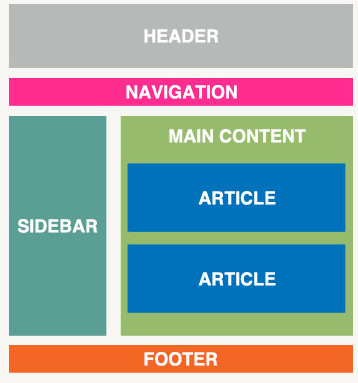 HEADER
NAVIGATION
SIDEBAR
MAIN CONTENT
ARTICLE
ARTICLE
FOOTER